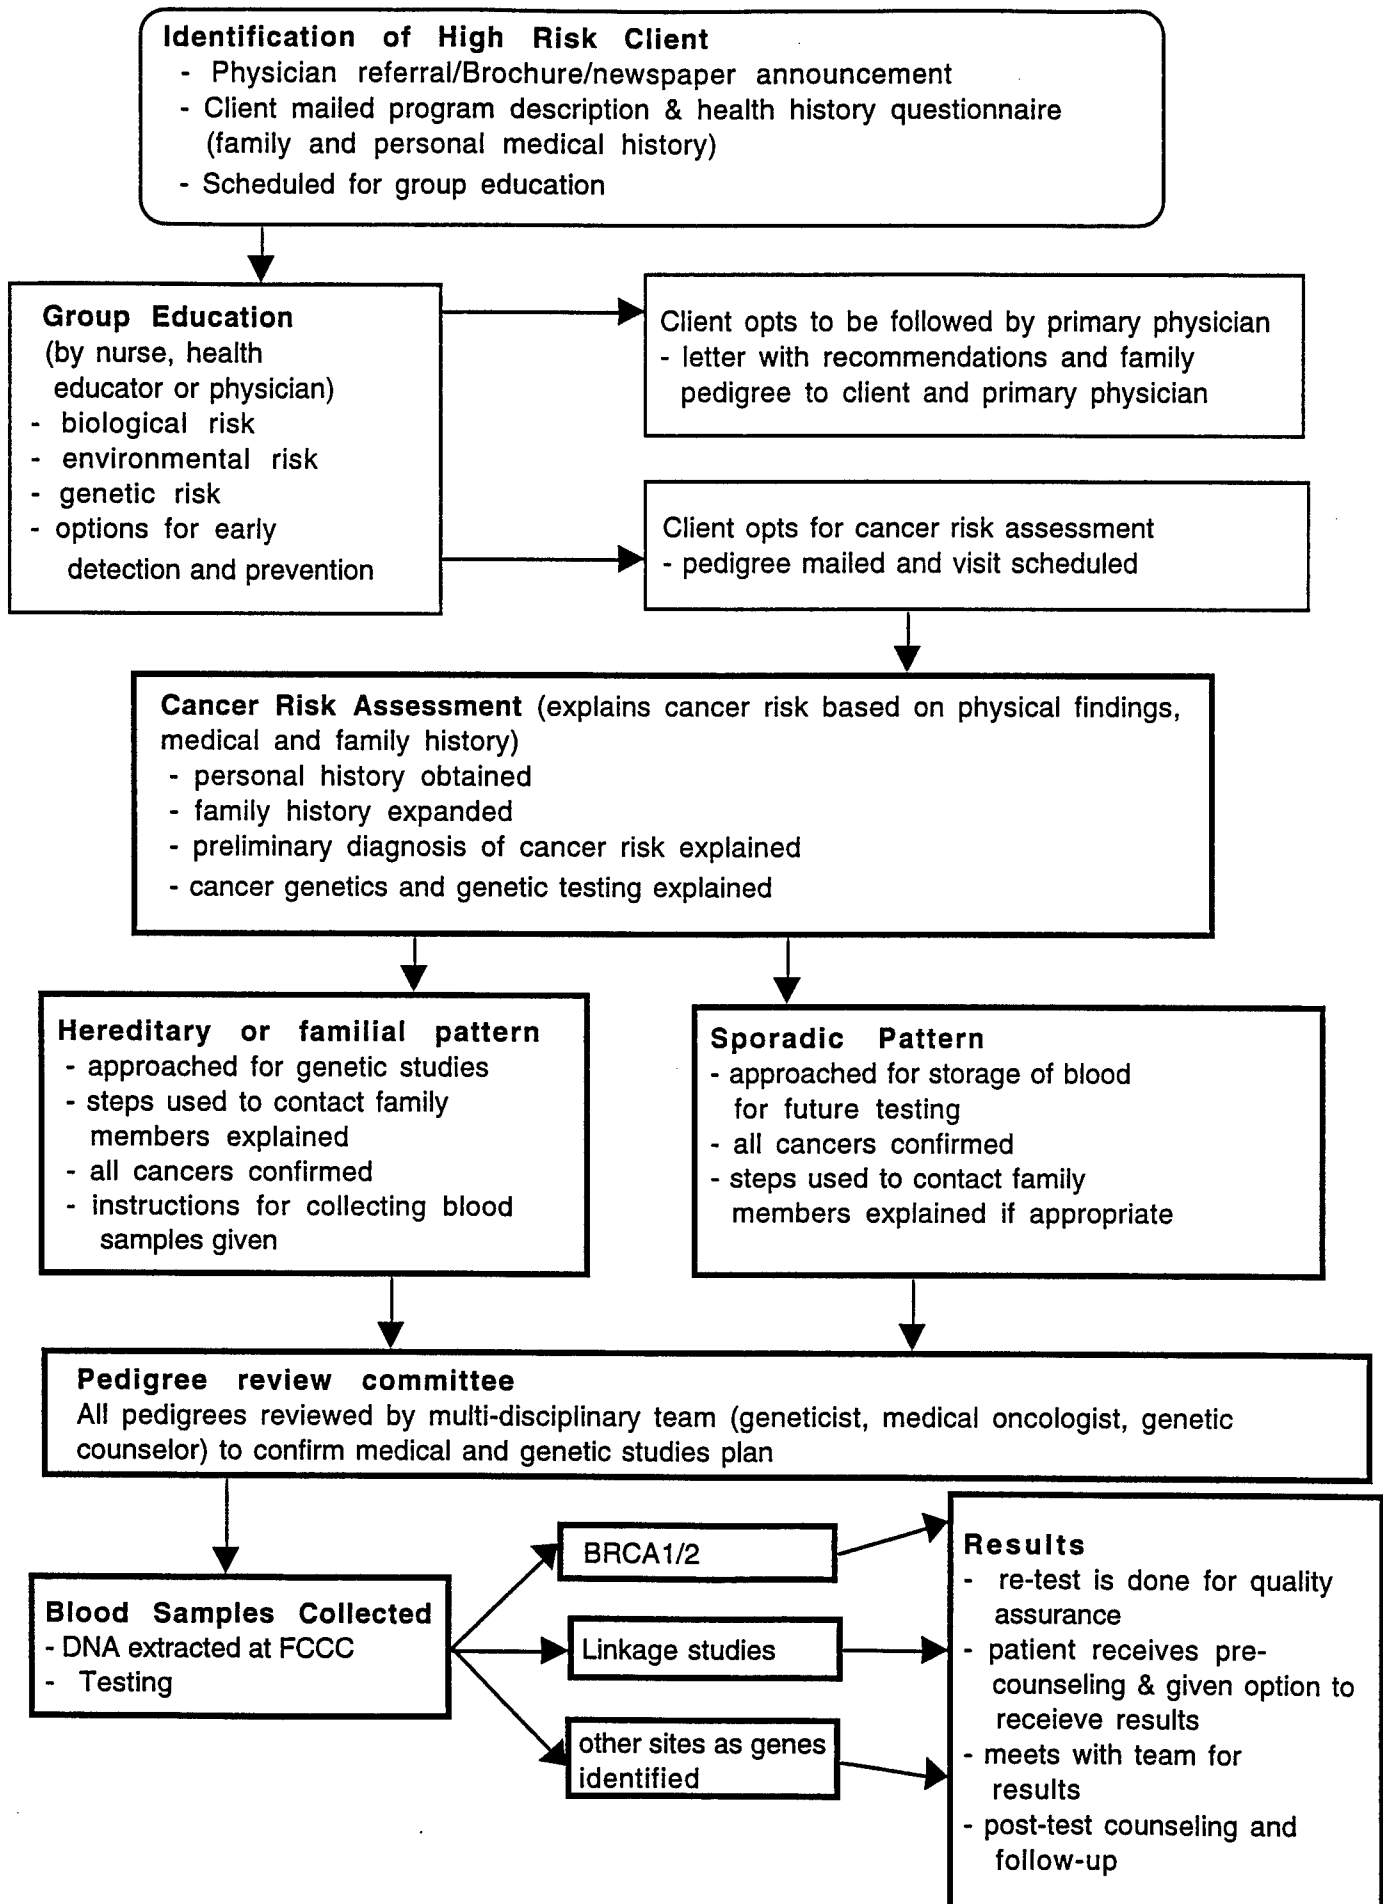 Identification of High Risk Client
- Physician referral/Brochure/newspaper announcement
- Client mailed program description & health history questionnaire
(family and personal medical history)
- Scheduled for group education
Group Education
(by nurse, health
educator or physician)
- biological risk
- environmental risk
- genetic risk
- options for early
detection and prevention
Client opts to be followed by primary physician
- letter with recommendations and family
pedigree to client and primary physician
Client opts for cancer risk assessment
- pedigree mailed and visit scheduled
Cancer Risk Assessment (explains cancer risk based on physical findings,
medical and family history)
- personal history obtained
- family history expanded
- preliminary diagnosis of cancer risk explained
- cancer genetics and genetic testing explained
Hereditary or familial pattern
- approached for genetic studies
- steps used to contact family
members explained
- all cancers confirmed
- instructions for collecting blood
samples given
Sporadic Pattern
- approached for storage of blood
for future testing
- all cancers confirmed
- steps used to contact family
members explained if appropriate
Pedigree review committee
All pedigrees reviewed by multi-disciplinary team (geneticist, medical oncologist, genetic
counselor) to confirm medical and genetic studies plan
Blood Samples Collected
- DNA extracted at FCCC
- Testing
BRCA1/2
Linkage studies
other sites as genes
identified
Results
- re-test is done for quality
assurance
- patient receives pre-
counseling & given option to
receieve results
- meets with team for
results
- post-test counseling and
follow-up